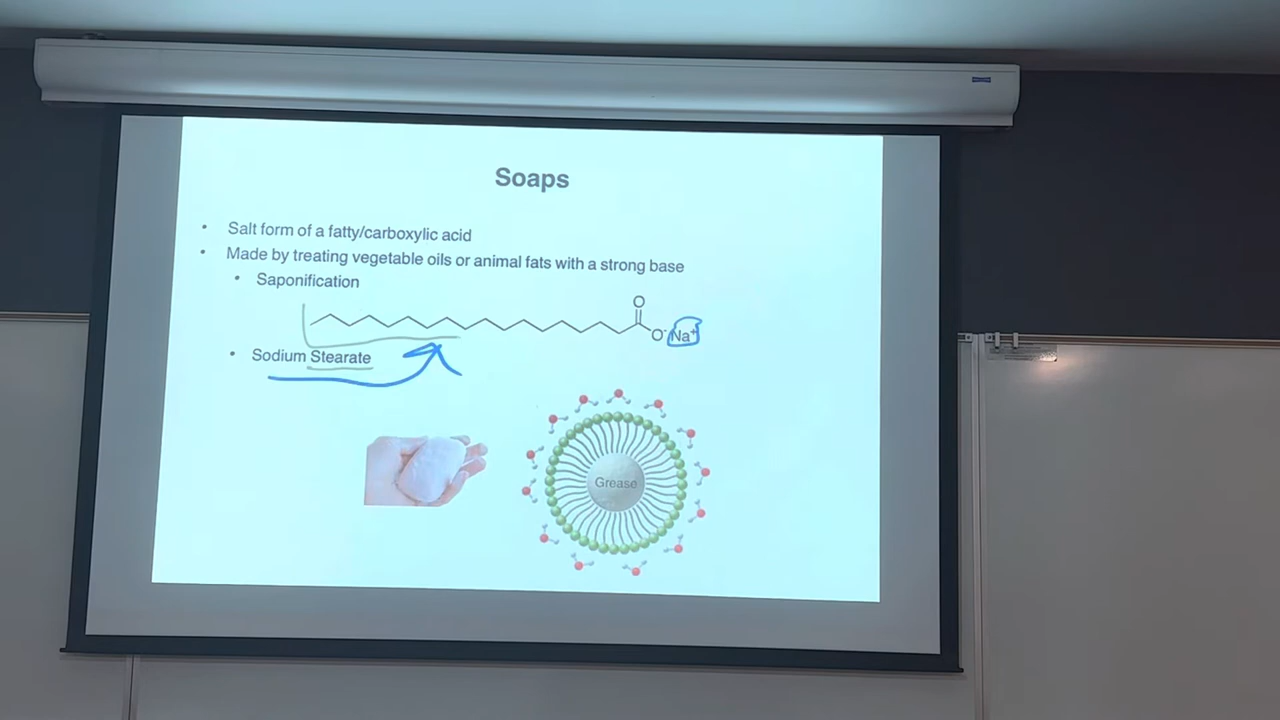 Soaps
• Salt form of a fatty/carboxylic acid
• Made by treating vegetable oils or animal fats with a strong base
• Saponification
O
O⁻ Na⁺
• Sodium Stearate
Grease